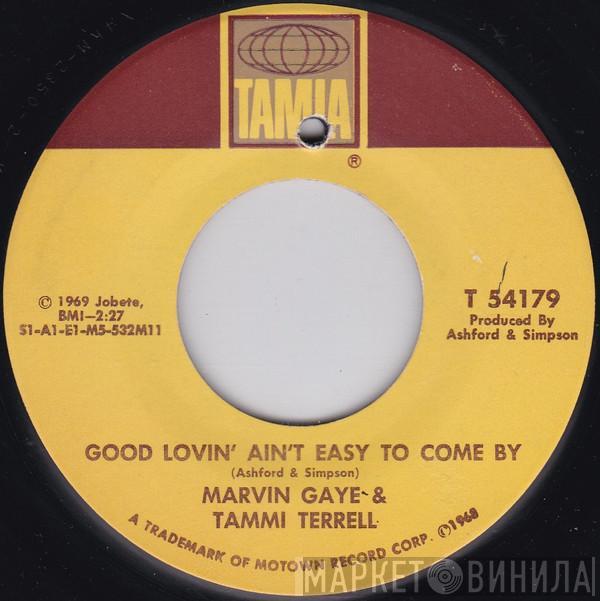 TAMLA
®
© 1969 Jobete,
BMI—2:27
S1-A1-E1-M5-532M11
T 54179
Produced By
Ashford & Simpson
GOOD LOVIN' AIN'T EASY TO COME BY
(Ashford & Simpson)
MARVIN GAYE &
TAMMI TERRELL
A TRADEMARK OF MOTOWN RECORD CORP. ©1968
МАРКЕТ ВИНИЛА